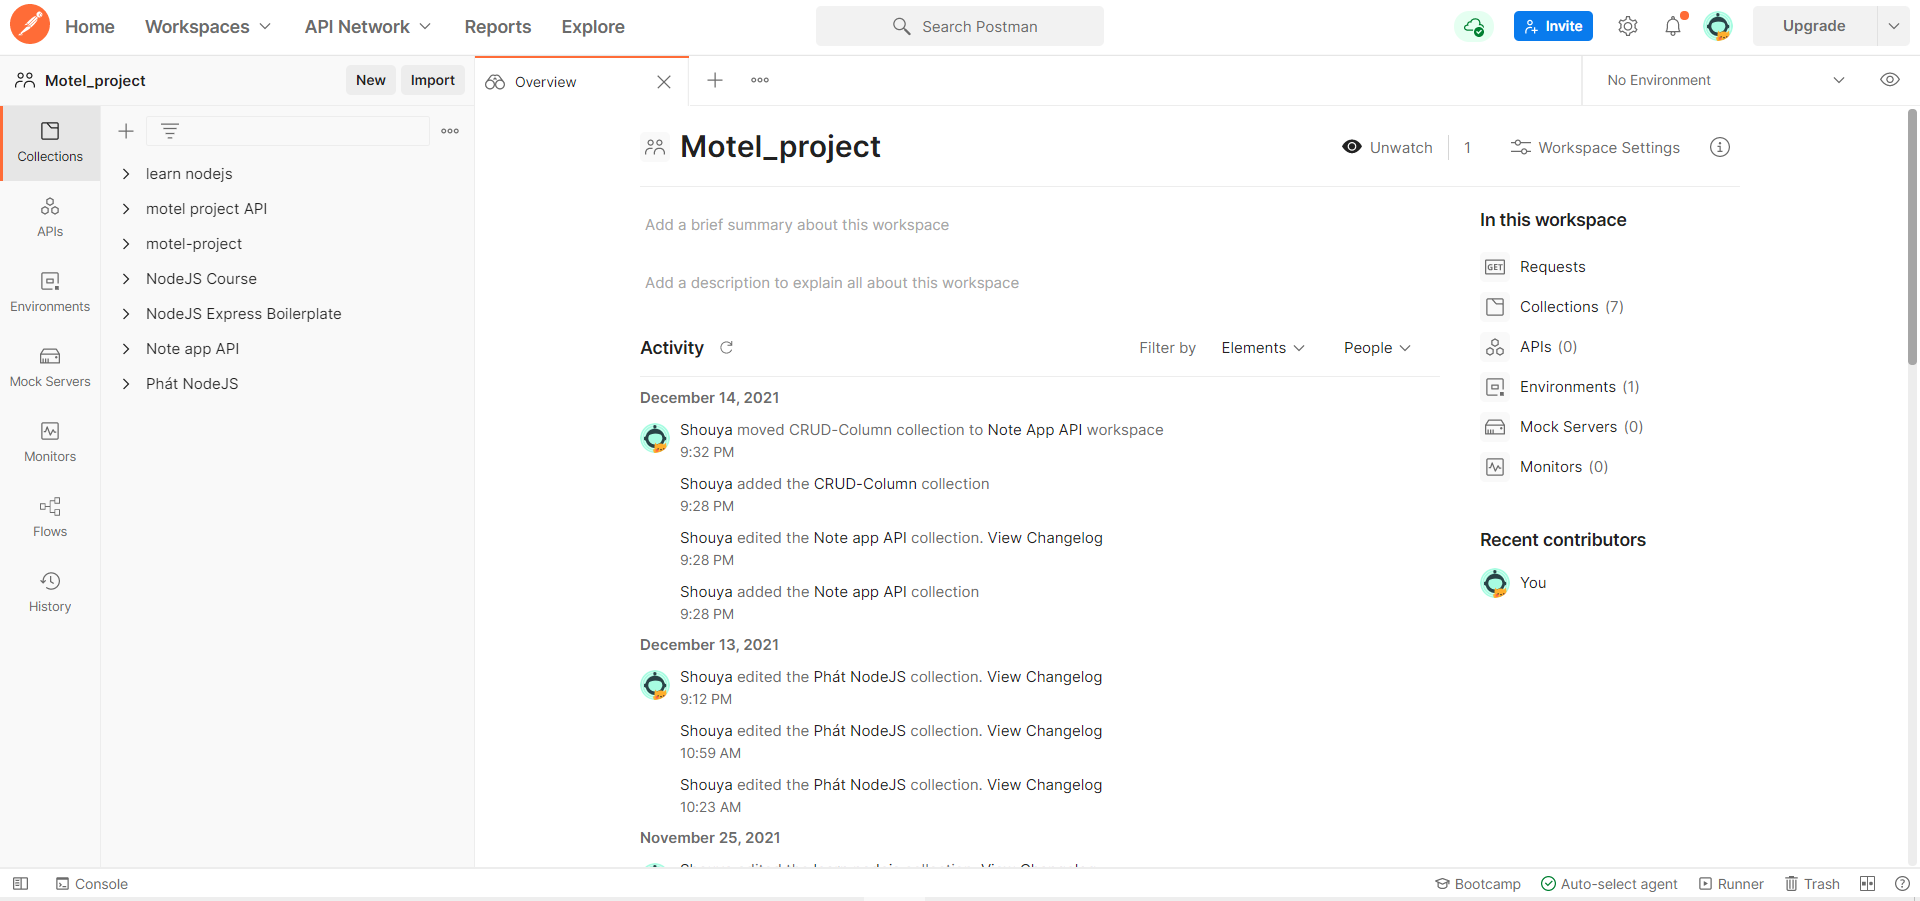 Home Workspaces API Network Reports Explore Search Postman Invite Upgrade
Motel_project New Import Overview No Environment
Collections
APIs
Environments
Mock Servers
Monitors
Flows
History
learn nodejs
motel project API
motel-project
NodeJS Course
NodeJS Express Boilerplate
Note app API
Phát NodeJS
Motel_project Unwatch 1 Workspace Settings
Add a brief summary about this workspace
Add a description to explain all about this workspace
Activity Filter by Elements People
December 14, 2021
Shouya moved CRUD-Column collection to Note App API workspace
9:32 PM
Shouya added the CRUD-Column collection
9:28 PM
Shouya edited the Note app API collection. View Changelog
9:28 PM
Shouya added the Note app API collection
9:28 PM
December 13, 2021
Shouya edited the Phát NodeJS collection. View Changelog
9:12 PM
Shouya edited the Phát NodeJS collection. View Changelog
10:59 AM
Shouya edited the Phát NodeJS collection. View Changelog
10:23 AM
November 25, 2021
In this workspace
GET Requests
Collections (7)
APIs (0)
Environments (1)
Mock Servers (0)
Monitors (0)
Recent contributors
You
Console Bootcamp Auto-select agent Runner Trash